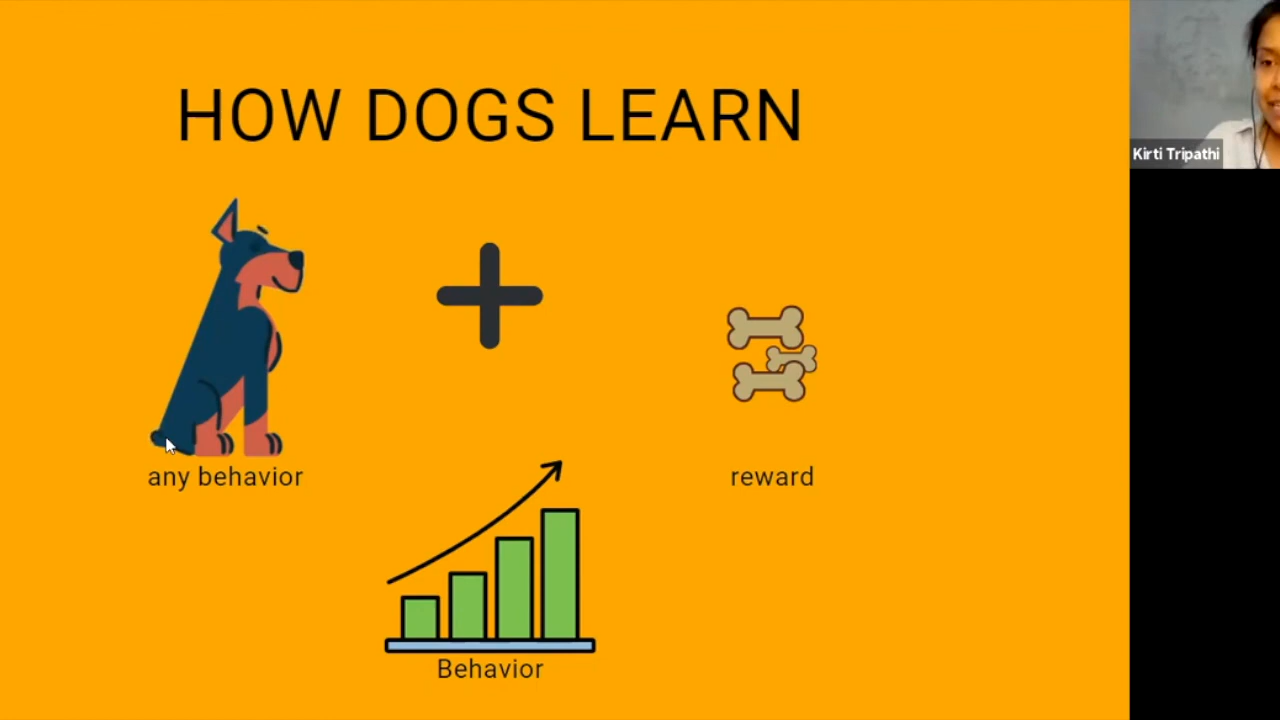 HOW DOGS LEARN
Kirti Tripathi
any behavior
reward
Behavior